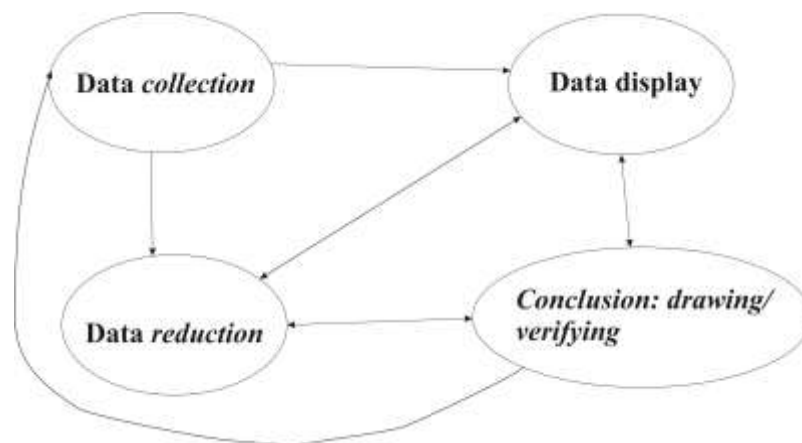 Data collection
Data display
Data reduction
Conclusion: drawing/
verifying